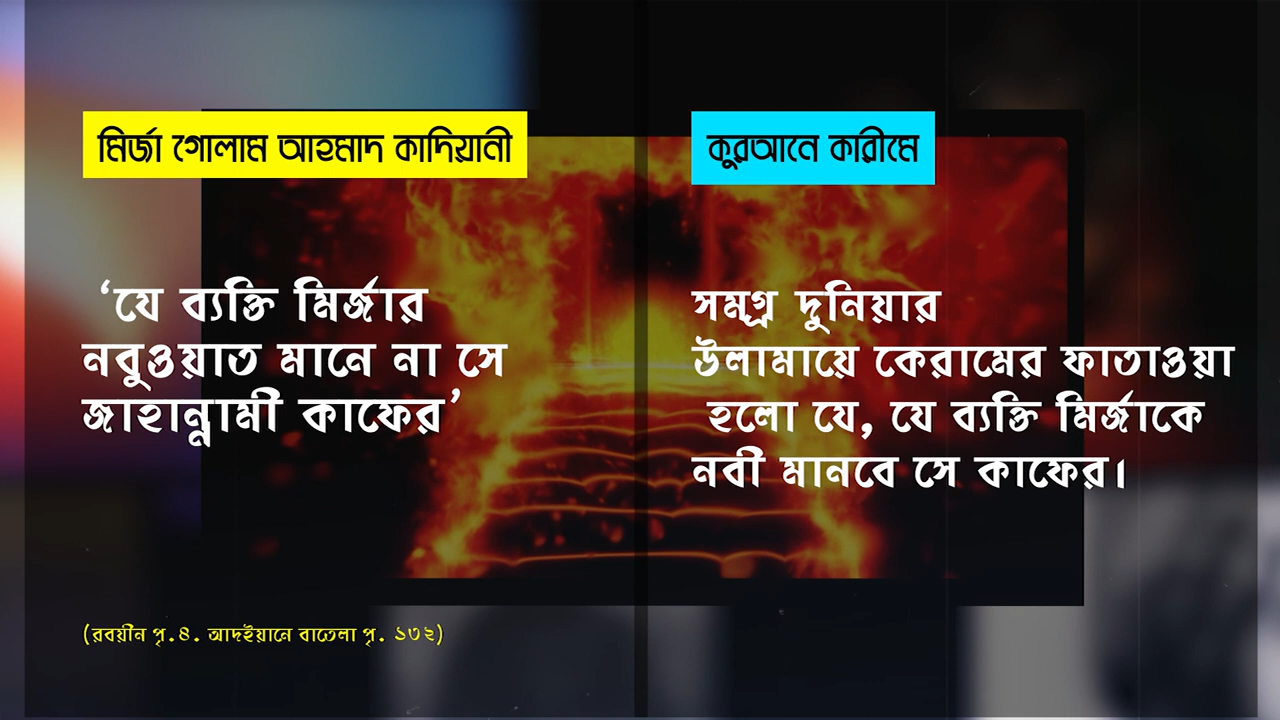 মির্জা গোলাম আহমাদ কাদিয়ানী
‘যে ব্যক্তি মির্জার
নবুওয়াত মানে না সে
জাহান্নামী কাফের’
(রবয়ীন পৃ.৪. আদইয়ানে বাতেলা পৃ. ১৩২)
কুরআনে কারীমে
সমগ্র দুনিয়ার
উলামায়ে কেরামের ফাতাওয়া
হলো যে, যে ব্যক্তি মির্জাকে
নবী মানবে সে কাফের।